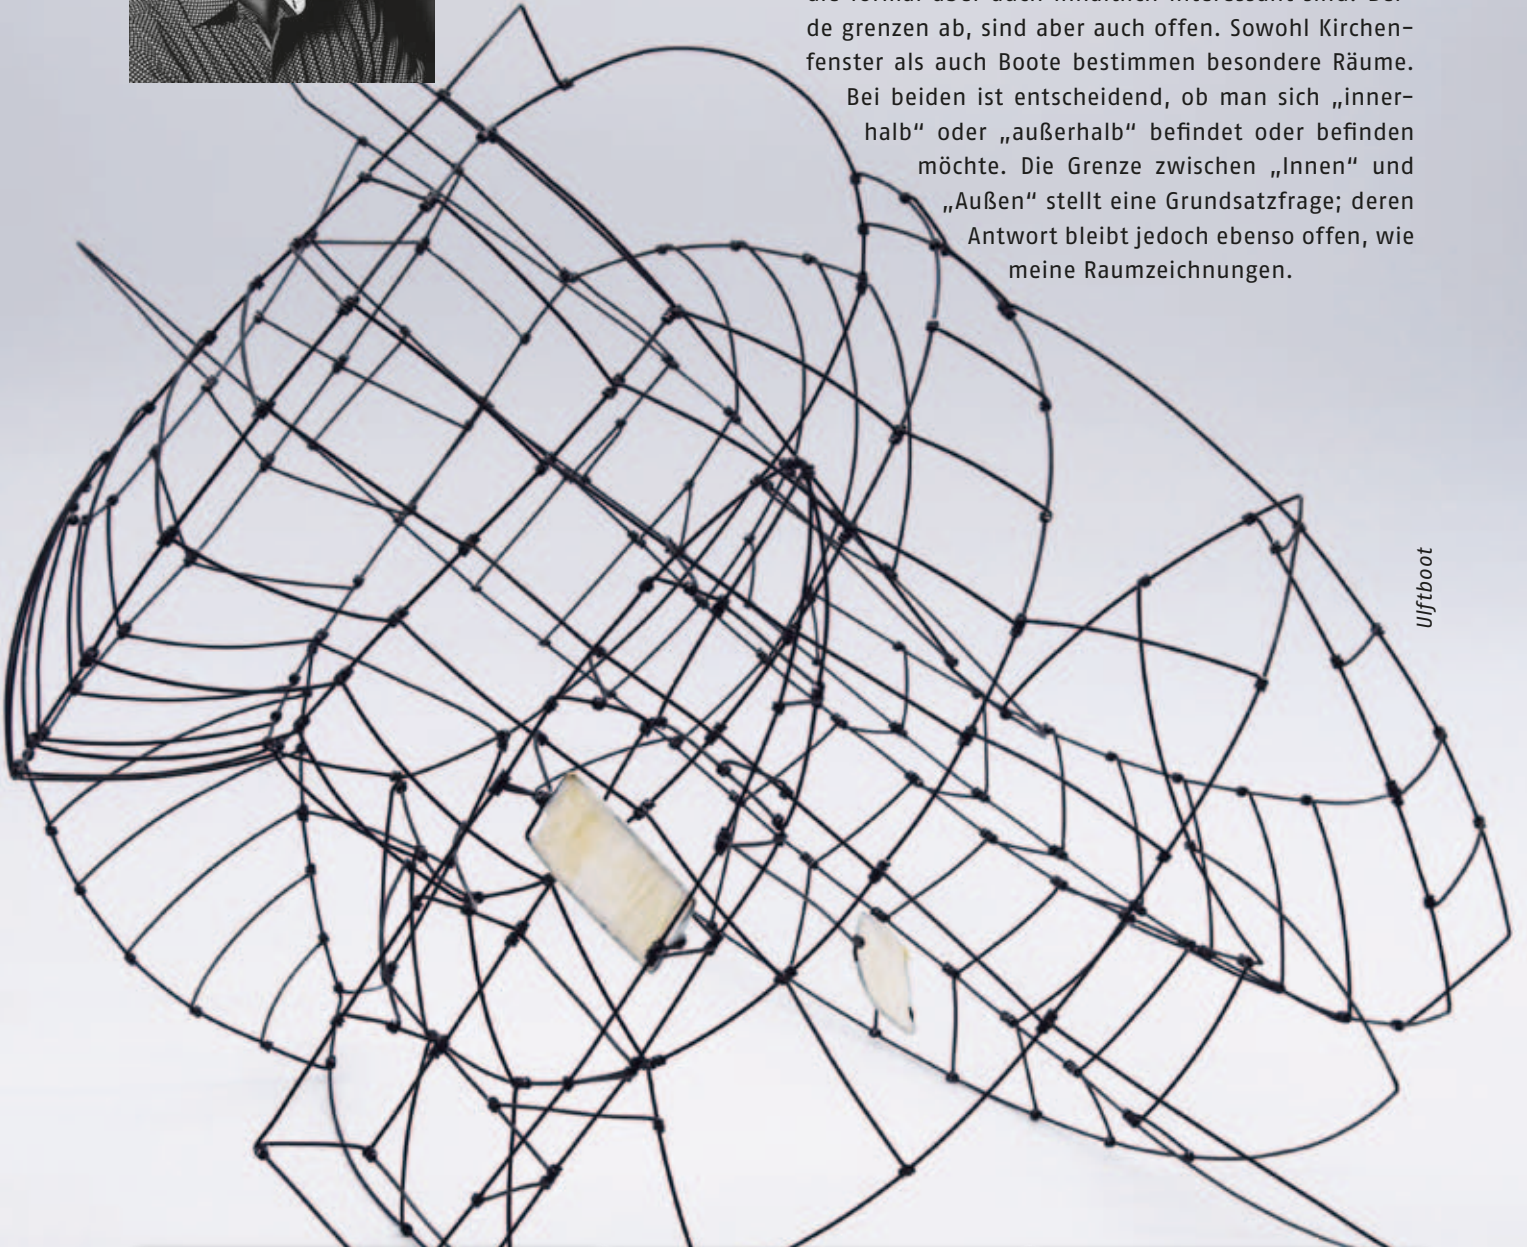 de grenzen ab, sind aber auch offen. Sowohl Kirchen-
fenster als auch Boote bestimmen besondere Räume.
Bei beiden ist entscheidend, ob man sich „inner-
halb“ oder „außerhalb“ befindet oder befinden
möchte. Die Grenze zwischen „Innen“ und
„Außen“ stellt eine Grundsatzfrage; deren
Antwort bleibt jedoch ebenso offen, wie
meine Raumzeichnungen.
Ulftboot